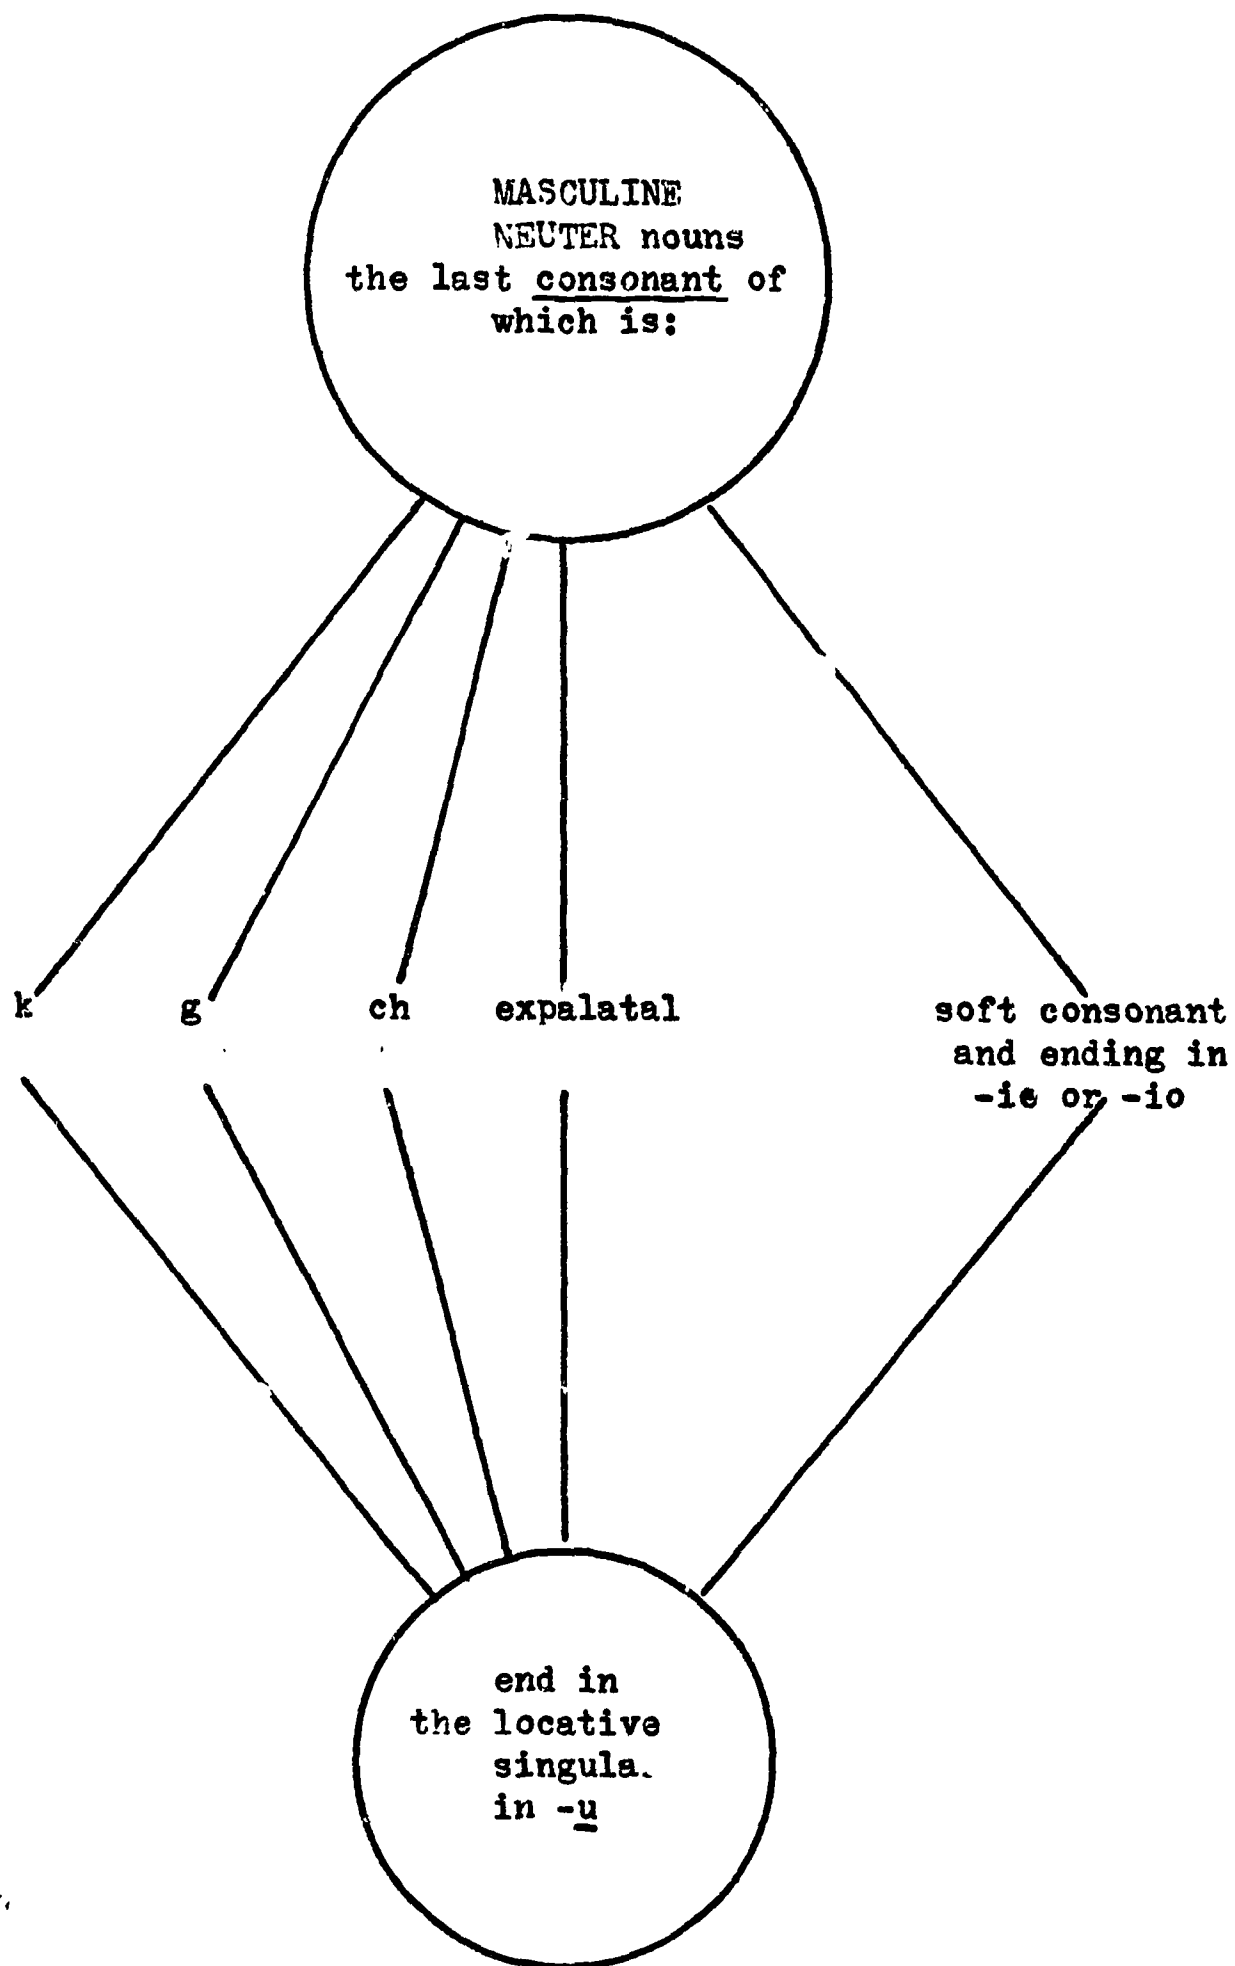 MASCULINE
NEUTER nouns
the last consonant of
which is:
k g ch expalatal soft consonant
and ending in
-ie or -io
end in
the locative
singula.
in -u